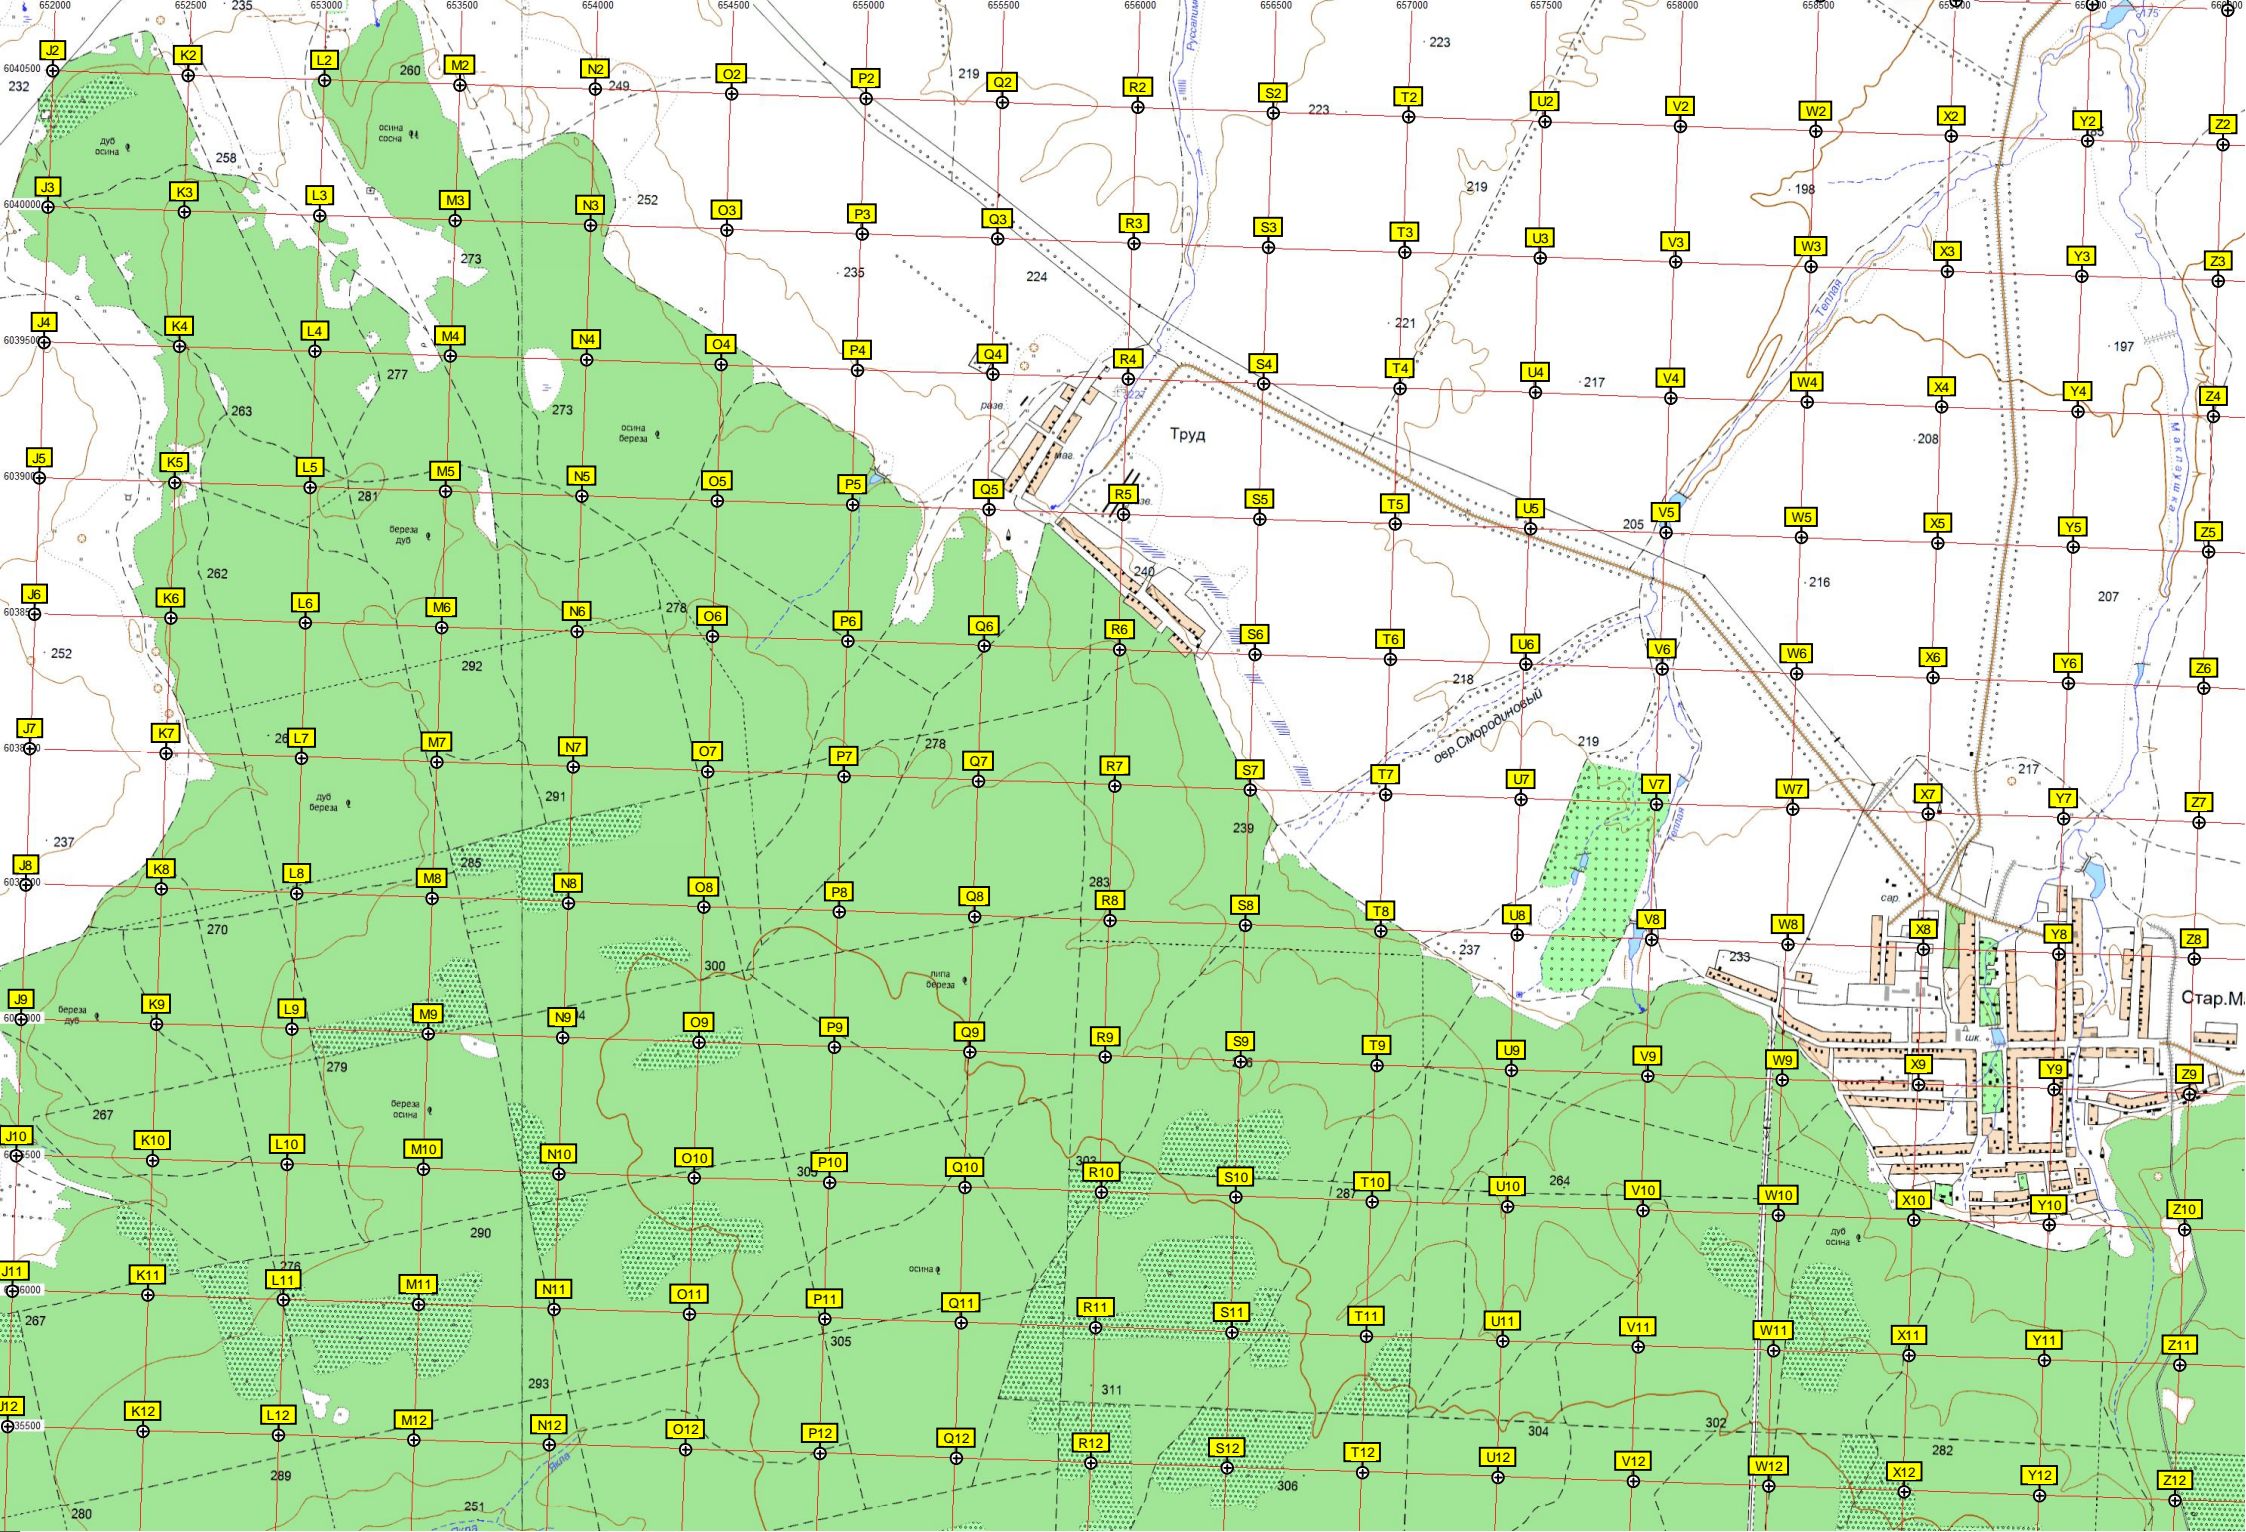 652000 652500 653000 653500 654000 654500 655000 655500 656000 656500 657000 657500 658000
235
175
J2 K2 L2 M2 N2 O2 P2 Q2 R2 S2 T2 U2 V2 W2 X2 Y2 Z2
6040500
232 260 249 219 223 223
осина
сосна
дуб
осина
258 252 219 198
J3 K3 L3 M3 N3 O3 P3 Q3 R3 S3 T3 U3 V3 W3 X3 Y3 Z3
6040000
273 235 224
Теплая
J4 K4 L4 M4 N4 O4 P4 Q4 R4 S4 T4 U4 V4 W4 X4 Y4 Z4
6039500
221 197
277 217
263 273 208
разв.
осина
береза
Труд
маг.
Маклаушка
J5 K5 L5 M5 N5 O5 P5 Q5 R5 S5 T5 U5 V5 W5 X5 Y5 Z5
281 205
береза
дуб
262 240 216 207
J6 K6 L6 M6 N6 O6 P6 Q6 R6 S6 T6 U6 V6 W6 X6 Y6 Z6
278
252 292 218
овр.Смородиновый
J7 K7 L7 M7 N7 O7 P7 Q7 R7 S7 T7 U7 V7 W7 X7 Y7 Z7
278 219 217
дуб
береза
291
237 239
Теплая
J8 K8 L8 M8 N8 O8 P8 Q8 R8 S8 T8 U8 V8 W8 X8 Y8 Z8
285 283
сар.
270 300 237 233
липа
береза
Стар.М
J9 K9 L9 M9 N9 O9 P9 Q9 R9 S9 T9 U9 V9 W9 X9 Y9 Z9
береза
дуб
шк.
279
267
береза
осина
J10 K10 L10 M10 N10 O10 P10 Q10 R10 S10 T10 U10 V10 W10 X10 Y10 Z10
303 287 264
290
дуб
осина
осина
276
J11 K11 L11 M11 N11 O11 P11 Q11 R11 S11 T11 U11 V11 W11 X11 Y11 Z11
267 305
293 311
J12 K12 L12 M12 N12 O12 P12 Q12 R12 S12 T12 U12 V12 W12 X12 Y12 Z12
302 304 282
289 306
Якла
251
280
Якла